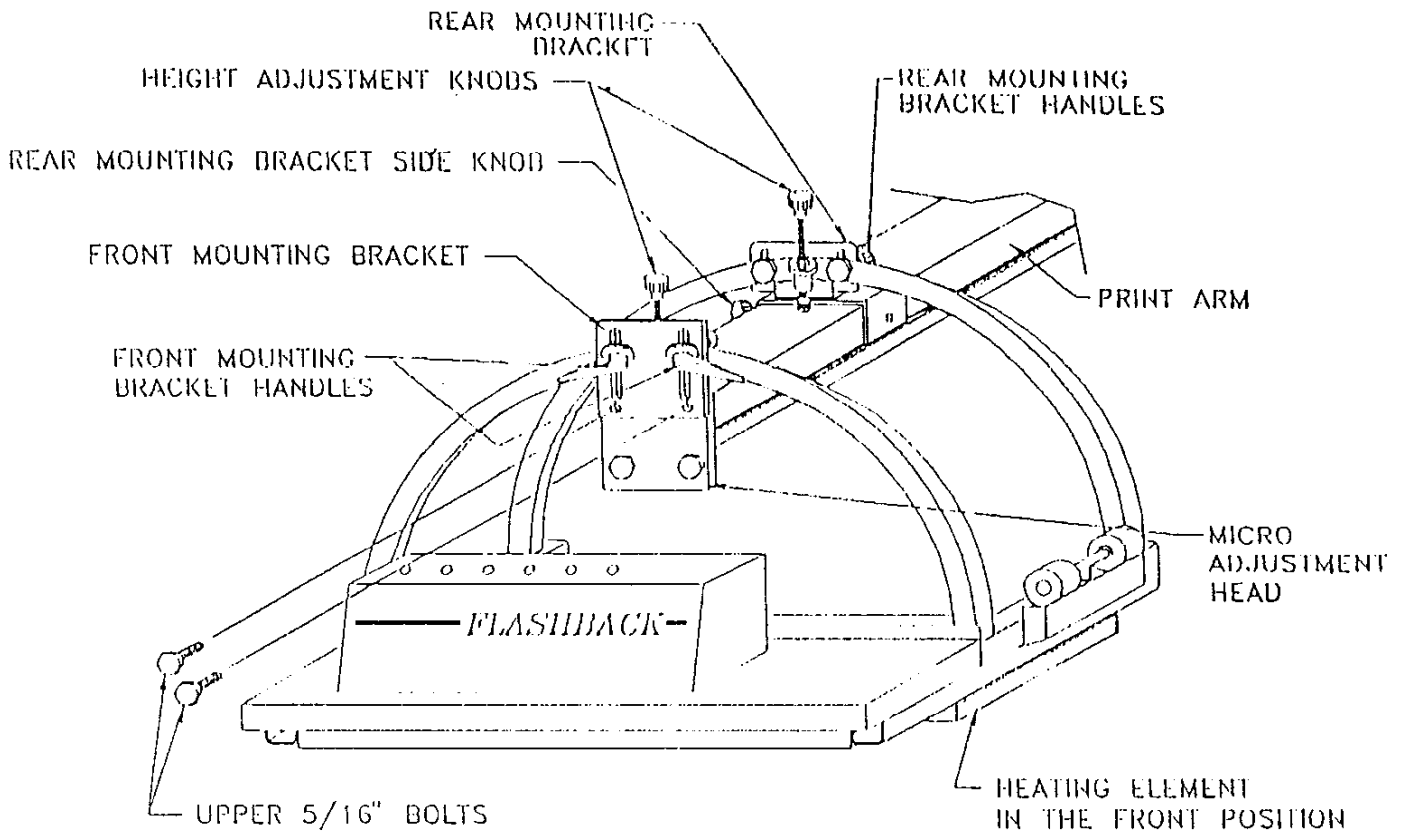 REAR MOUNTING
BRACKET
HEIGHT ADJUSTMENT KNOBS
REAR MOUNTING
BRACKET HANDLES
REAR MOUNTING BRACKET SIDE KNOB
FRONT MOUNTING BRACKET
PRINT ARM
FRONT MOUNTING
BRACKET HANDLES
MICRO
ADJUSTMENT
HEAD
FLASHBACK
HEATING ELEMENT
IN THE FRONT POSITION
UPPER 5/16" BOLTS